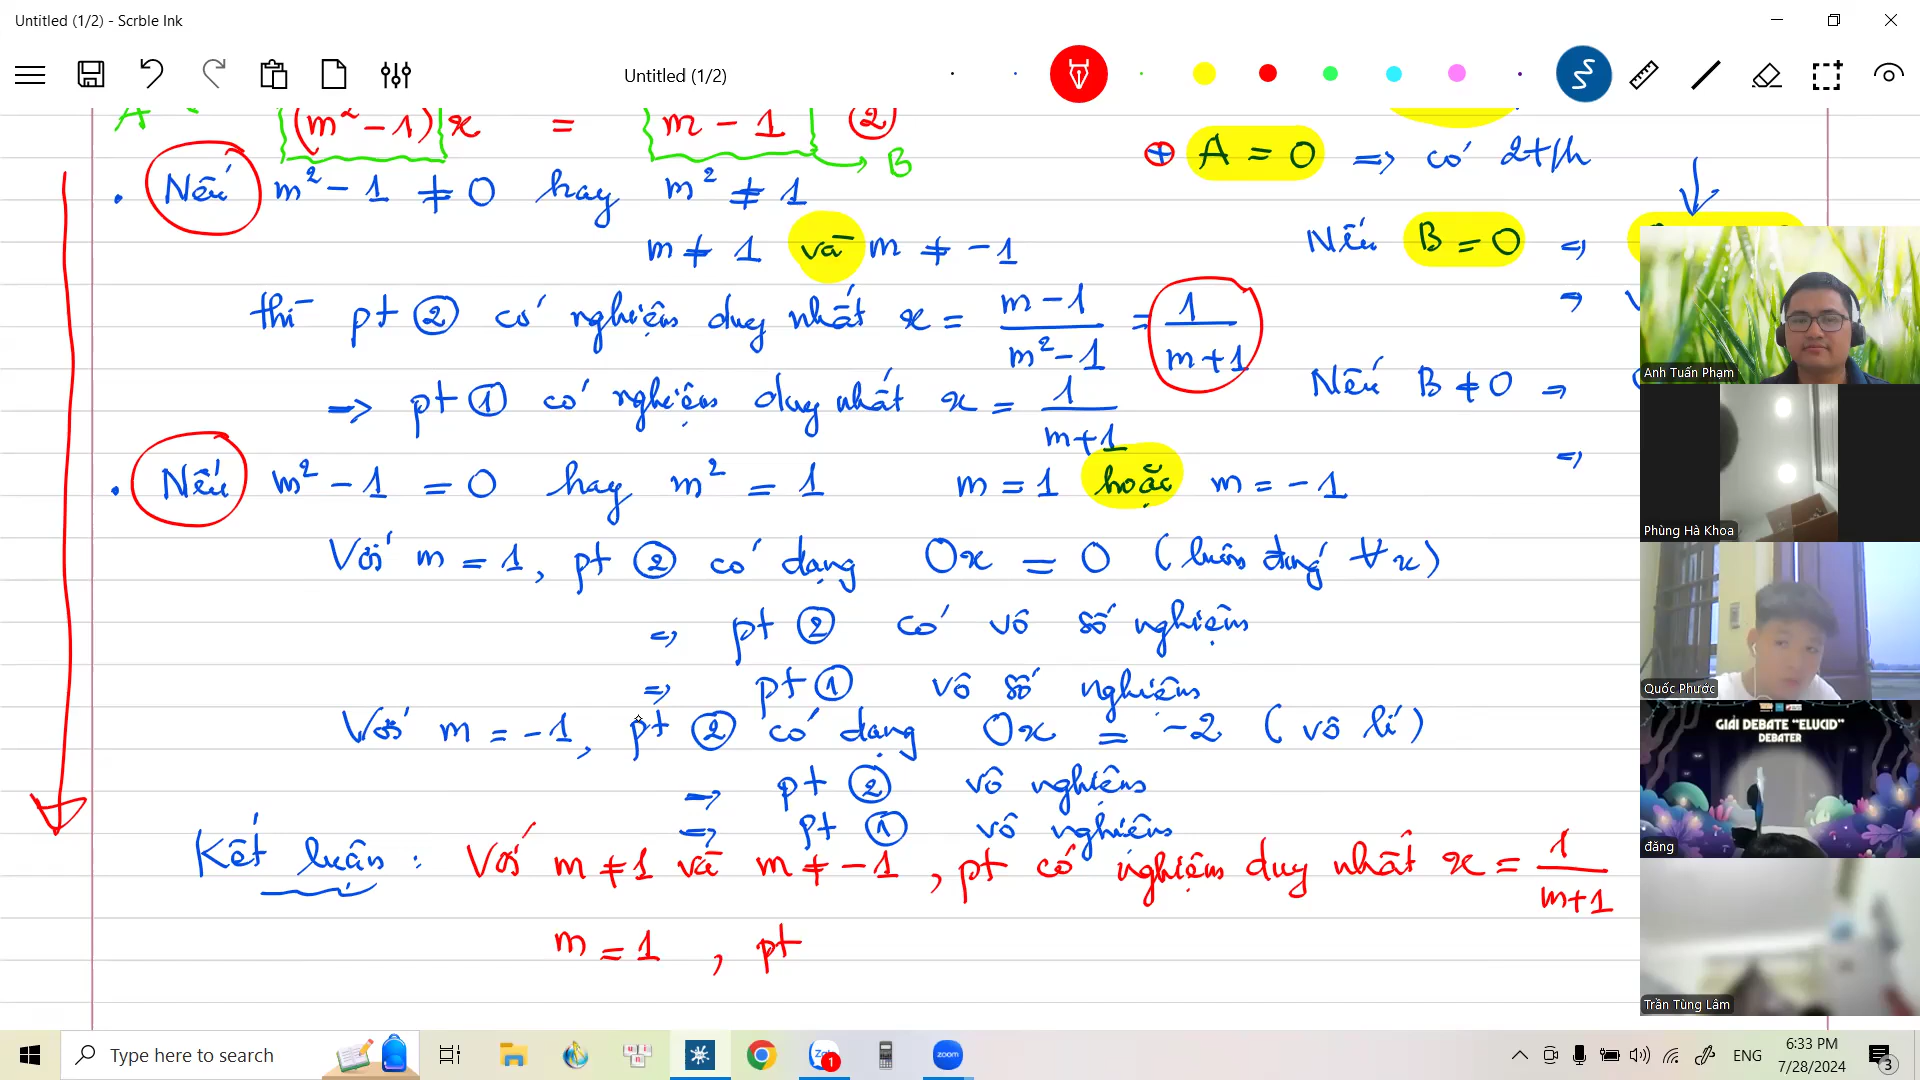 Untitled (1/2) - Scrble Ink
Untitled (1/2)
A (m² - 1) x = m - 1 (2)
→ B
. Nếu m² - 1 ≠ 0 hay m² ≠ 1
m ≠ 1 và m ≠ -1
thì pt (2) có nghiệm duy nhất x = (m - 1)/(m² - 1) = 1/(m+1)
→ pt (1) có nghiệm duy nhất x = 1/(m+1)
. Nếu m² - 1 = 0 hay m² = 1 m = 1 hoặc m = -1
Với m = 1, pt (2) có dạng 0x = 0 (luôn đúng ∀x)
=> pt (2) có vô số nghiệm
=> pt (1) vô số nghiệm
Với m = -1, pt (2) có dạng 0x = -2 (vô lí)
=> pt (2) vô nghiệm
=> pt (1) vô nghiệm
Kết luận : Với m ≠ 1 và m ≠ -1, pt có nghiệm duy nhất x = 1/(m+1)
m = 1 , pt
⊕ A = 0 => có 2 t/h
Nếu B = 0 =>
=>
Nếu B ≠ 0 =>
=>
Anh Tuấn Phạm
Phùng Hà Khoa
Quốc Phước
GIẢI DEBATE "ELUCID"
DEBATER
đăng
Trần Tùng Lâm
Type here to search
1
zoom
ENG
6:33 PM
7/28/2024
3